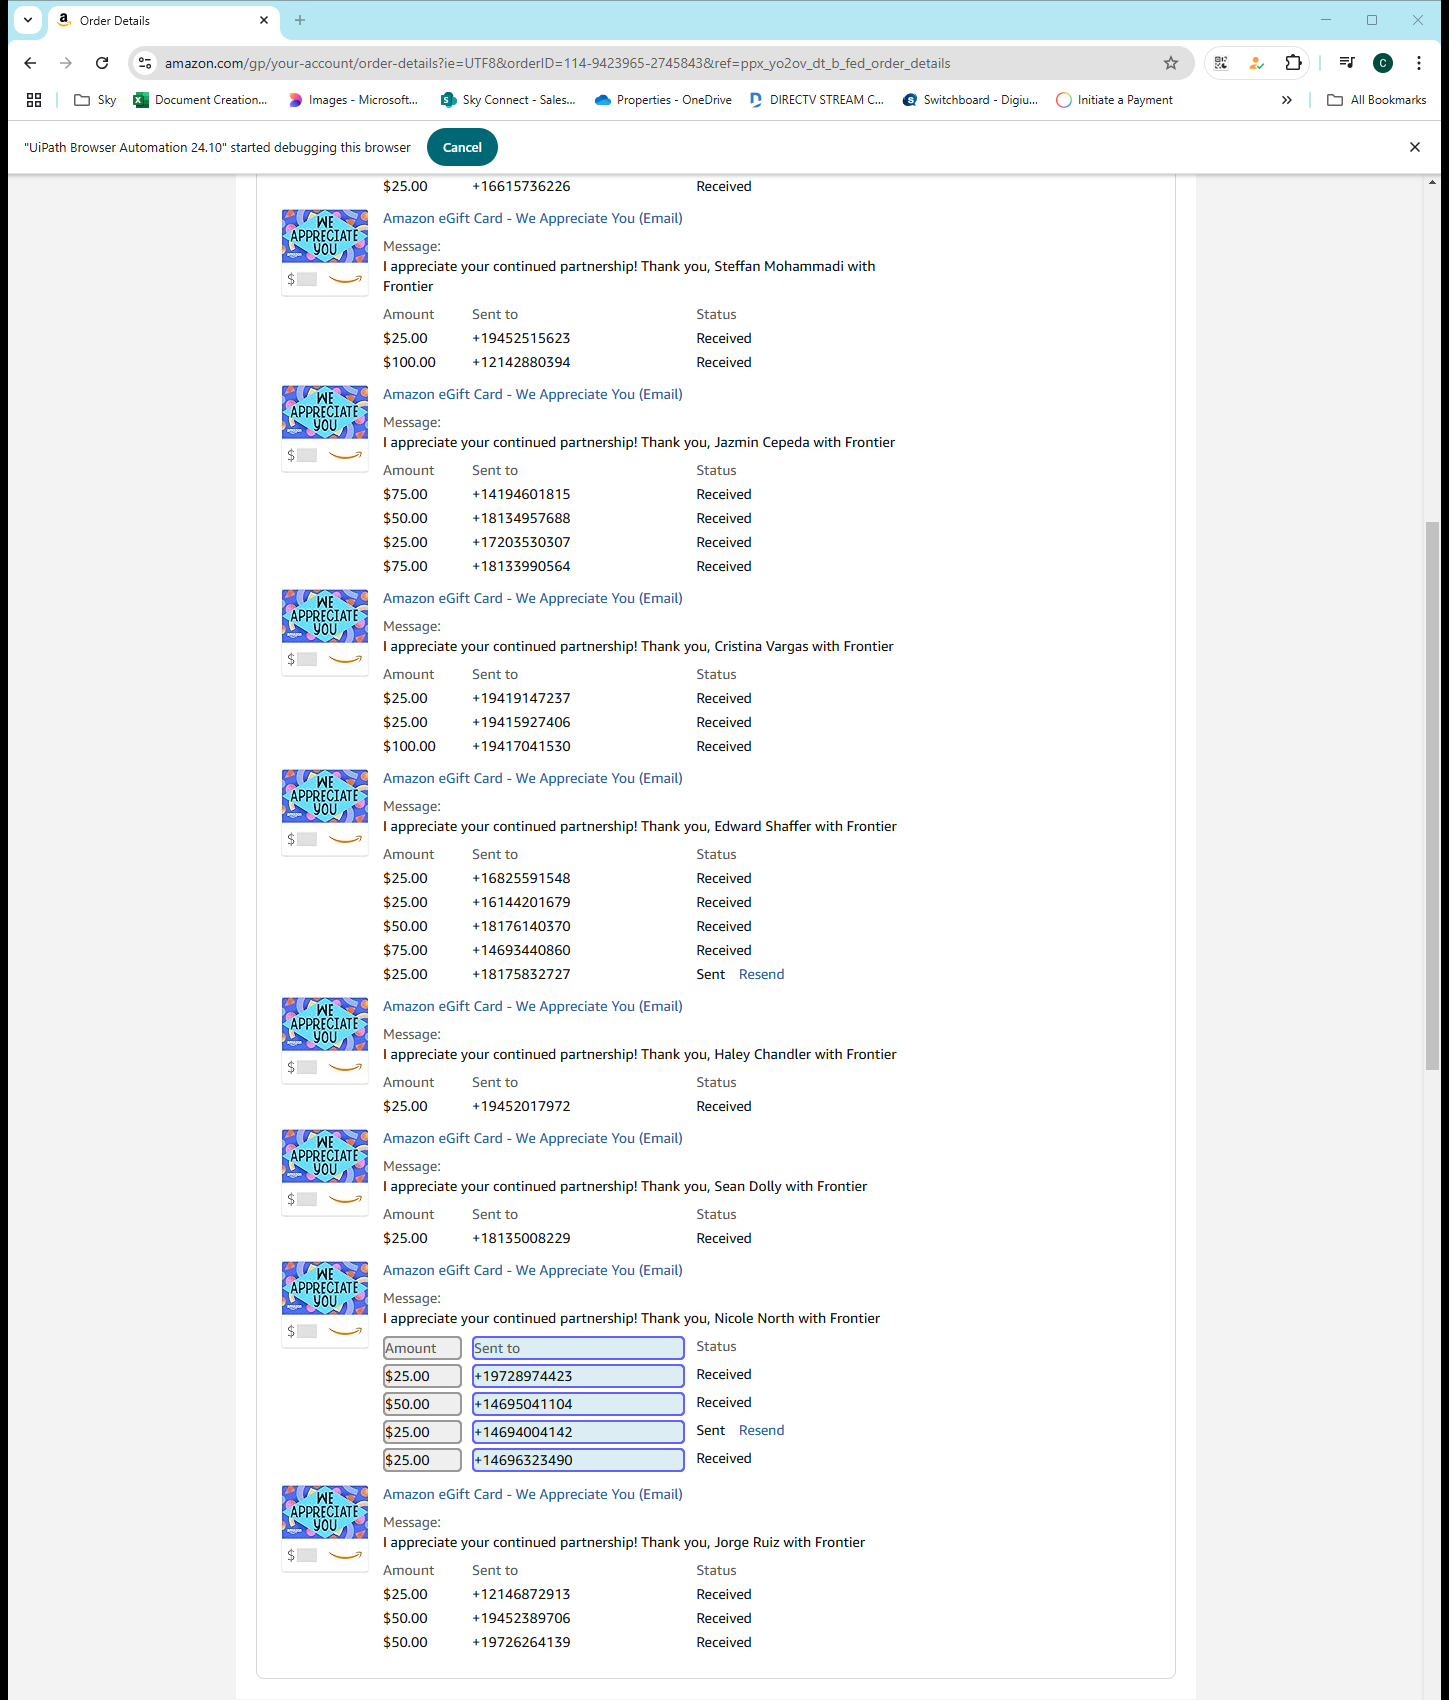 Order Details
amazon.com/gp/your-account/order-details?ie=UTF8&orderID=114-9423965-2745843&ref=ppx_yo2ov_dt_b_fed_order_details
C
Sky
Document Creation...
Images - Microsoft...
Sky Connect - Sales...
Properties - OneDrive
DIRECTV STREAM C...
Switchboard - Digiu...
Initiate a Payment
All Bookmarks
"UiPath Browser Automation 24.10" started debugging this browser
Cancel
$25.00 +16615736226 Received
WE APPRECIATE YOU
$
Amazon eGift Card - We Appreciate You (Email)
Message:
I appreciate your continued partnership! Thank you, Steffan Mohammadi with
Frontier
Amount Sent to Status
$25.00 +19452515623 Received
$100.00 +12142880394 Received
WE APPRECIATE YOU
$
Amazon eGift Card - We Appreciate You (Email)
Message:
I appreciate your continued partnership! Thank you, Jazmin Cepeda with Frontier
Amount Sent to Status
$75.00 +14194601815 Received
$50.00 +18134957688 Received
$25.00 +17203530307 Received
$75.00 +18133990564 Received
WE APPRECIATE YOU
$
Amazon eGift Card - We Appreciate You (Email)
Message:
I appreciate your continued partnership! Thank you, Cristina Vargas with Frontier
Amount Sent to Status
$25.00 +19419147237 Received
$25.00 +19415927406 Received
$100.00 +19417041530 Received
WE APPRECIATE YOU
$
Amazon eGift Card - We Appreciate You (Email)
Message:
I appreciate your continued partnership! Thank you, Edward Shaffer with Frontier
Amount Sent to Status
$25.00 +16825591548 Received
$25.00 +16144201679 Received
$50.00 +18176140370 Received
$75.00 +14693440860 Received
$25.00 +18175832727 Sent Resend
WE APPRECIATE YOU
$
Amazon eGift Card - We Appreciate You (Email)
Message:
I appreciate your continued partnership! Thank you, Haley Chandler with Frontier
Amount Sent to Status
$25.00 +19452017972 Received
WE APPRECIATE YOU
$
Amazon eGift Card - We Appreciate You (Email)
Message:
I appreciate your continued partnership! Thank you, Sean Dolly with Frontier
Amount Sent to Status
$25.00 +18135008229 Received
WE APPRECIATE YOU
$
Amazon eGift Card - We Appreciate You (Email)
Message:
I appreciate your continued partnership! Thank you, Nicole North with Frontier
Amount Sent to Status
$25.00 +19728974423 Received
$50.00 +14695041104 Received
$25.00 +14694004142 Sent Resend
$25.00 +14696323490 Received
WE APPRECIATE YOU
$
Amazon eGift Card - We Appreciate You (Email)
Message:
I appreciate your continued partnership! Thank you, Jorge Ruiz with Frontier
Amount Sent to Status
$25.00 +12146872913 Received
$50.00 +19452389706 Received
$50.00 +19726264139 Received